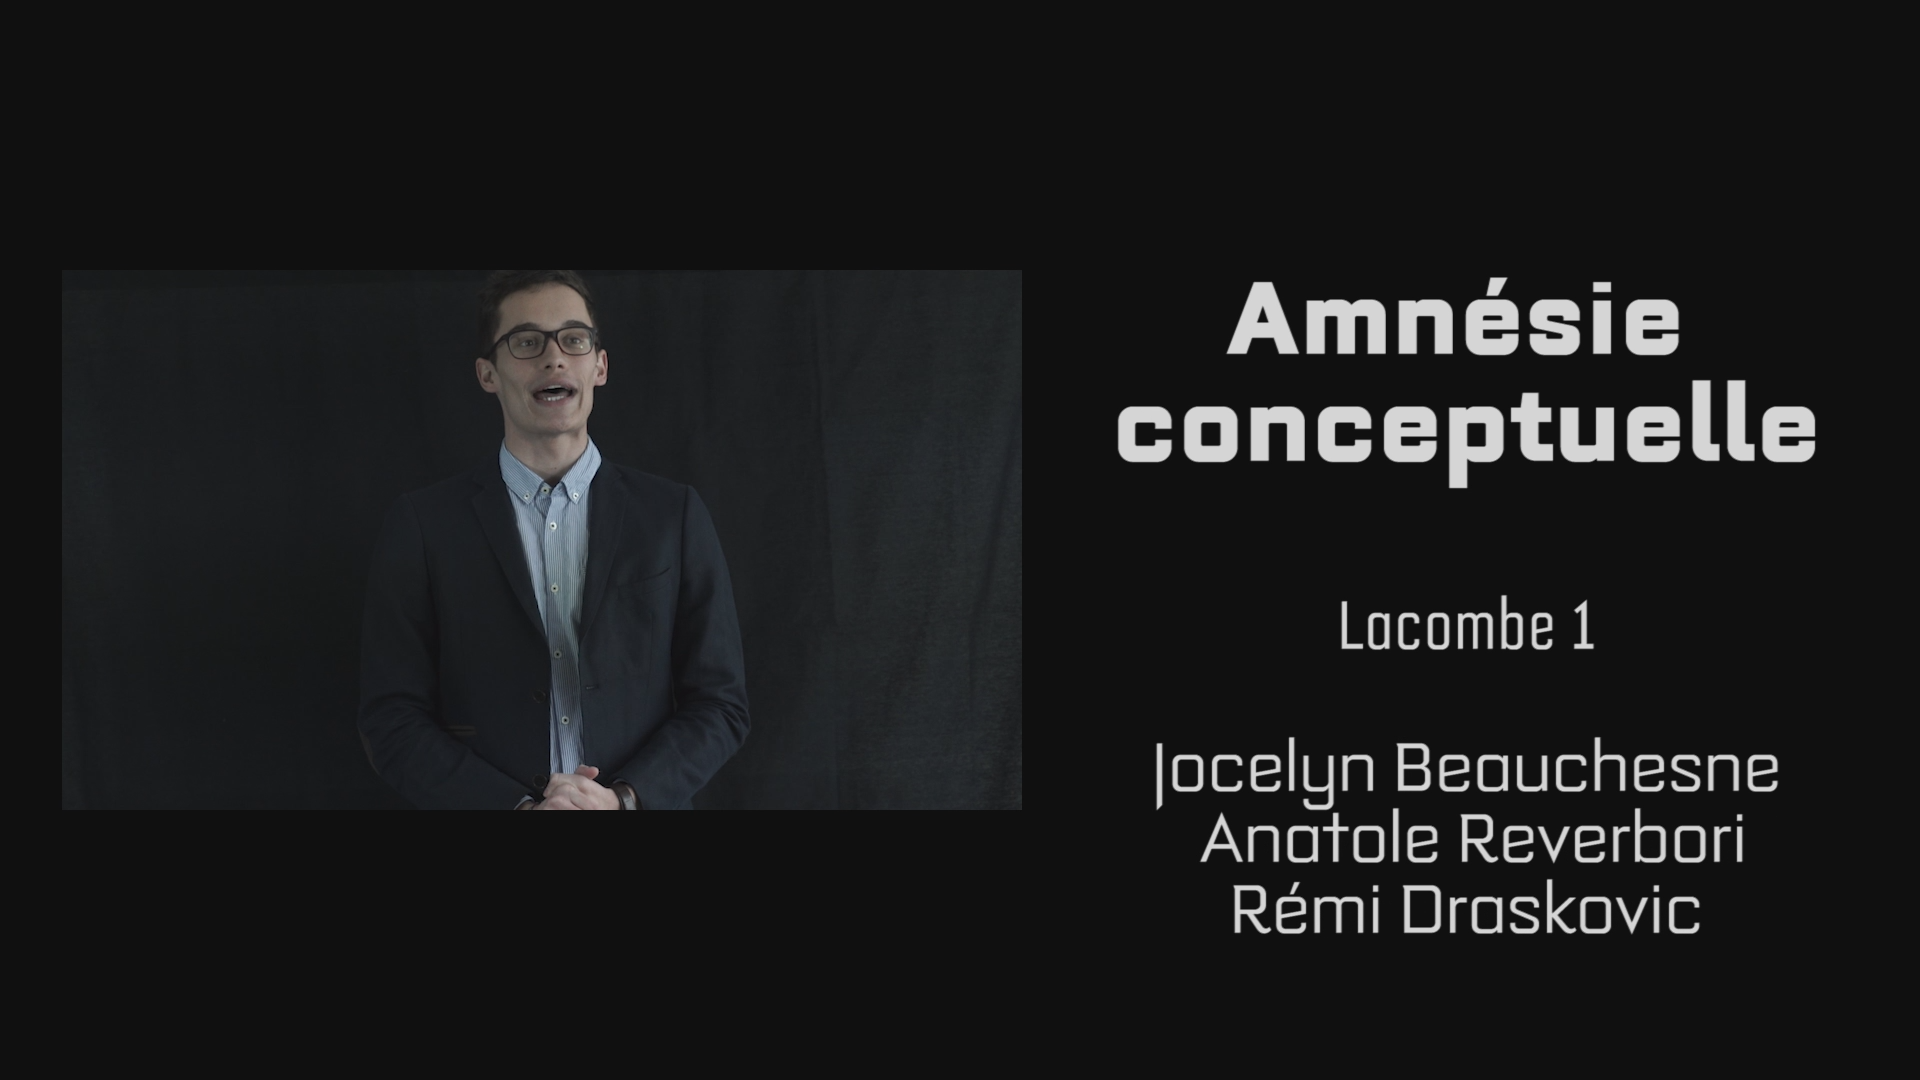 Amnésie
conceptuelle
Lacombe 1
Jocelyn Beauchesne
Anatole Reverbori
Rémi Draskovic